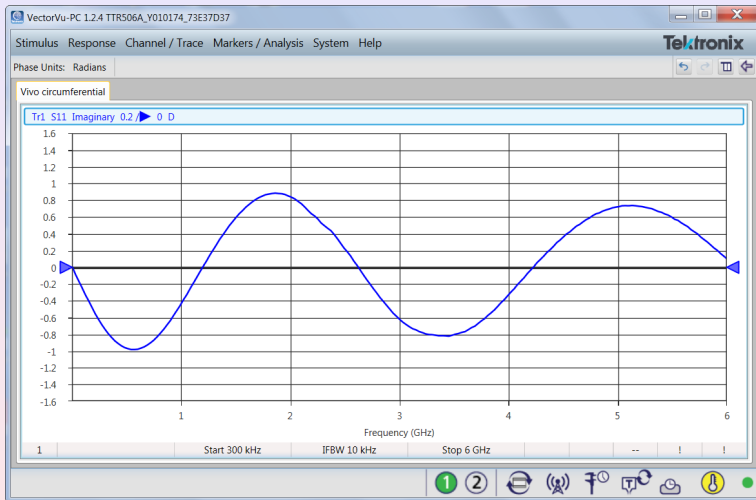 VectorVu-PC 1.2.4 TTR506A_Y010174_73E37D37
Stimulus Response Channel / Trace Markers / Analysis System Help
Tektronix
Phase Units: Radians
Vivo circumferential
Tr1 S11 Imaginary 0.2 / 0 D
1.6
1.4
1.2
1
0.8
0.6
0.4
0.2
0
-0.2
-0.4
-0.6
-0.8
-1
-1.2
-1.4
-1.6
1 2 3 4 5 6
Frequency (GHz)
1 Start 300 kHz IFBW 10 kHz Stop 6 GHz -- ! !
1 2 T